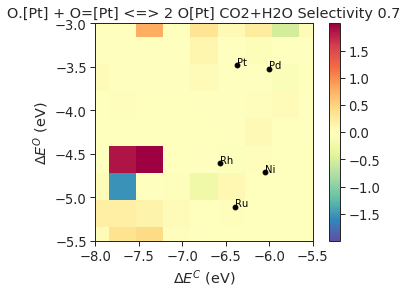 O.[Pt] + O=[Pt] <=> 2 O[Pt] CO2+H2O Selectivity 0.7
ΔE^O (eV)
−3.0
−3.5
−4.0
−4.5
−5.0
−5.5
Pt
Pd
Rh
Ni
Ru
−8.0 −7.5 −7.0 −6.5 −6.0 −5.5
ΔE^C (eV)
1.5
1.0
0.5
0.0
−0.5
−1.0
−1.5